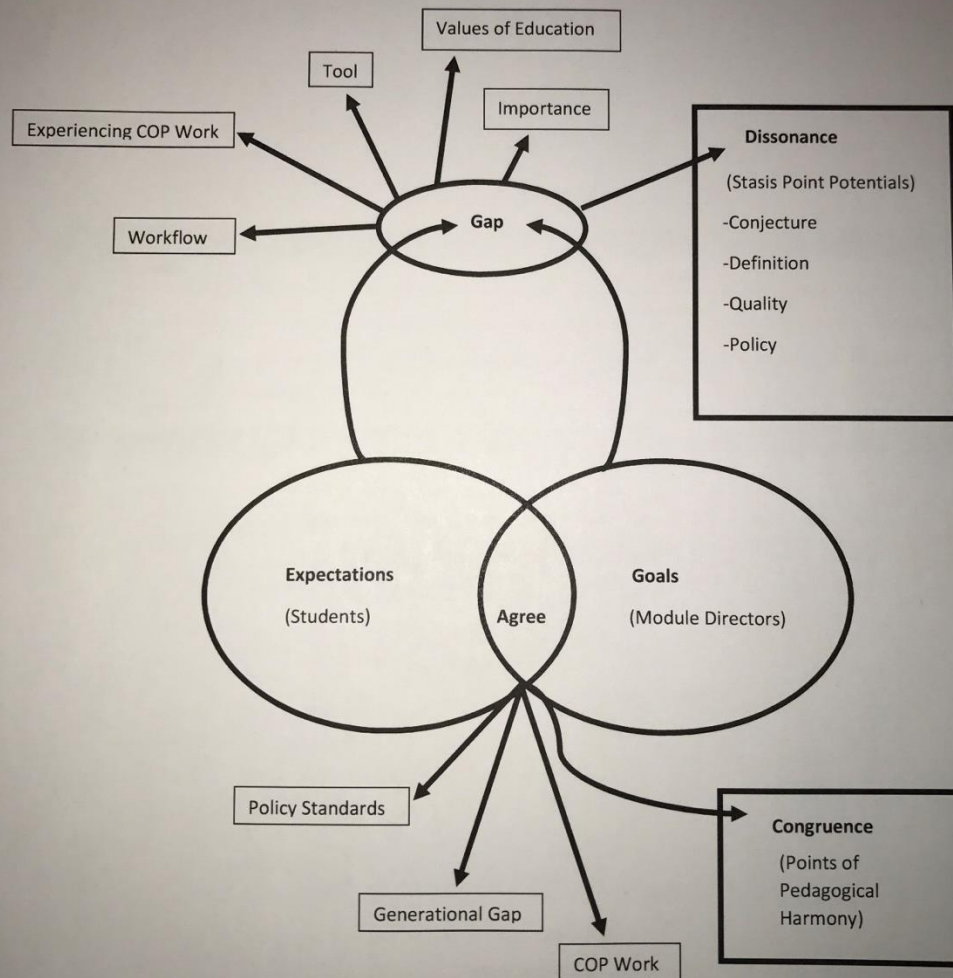 Values of Education
Tool
Importance
Experiencing COP Work
Workflow
Gap
Dissonance
(Stasis Point Potentials)
-Conjecture
-Definition
-Quality
-Policy
Expectations
(Students)
Agree
Goals
(Module Directors)
Policy Standards
Generational Gap
COP Work
Congruence
(Points of
Pedagogical
Harmony)